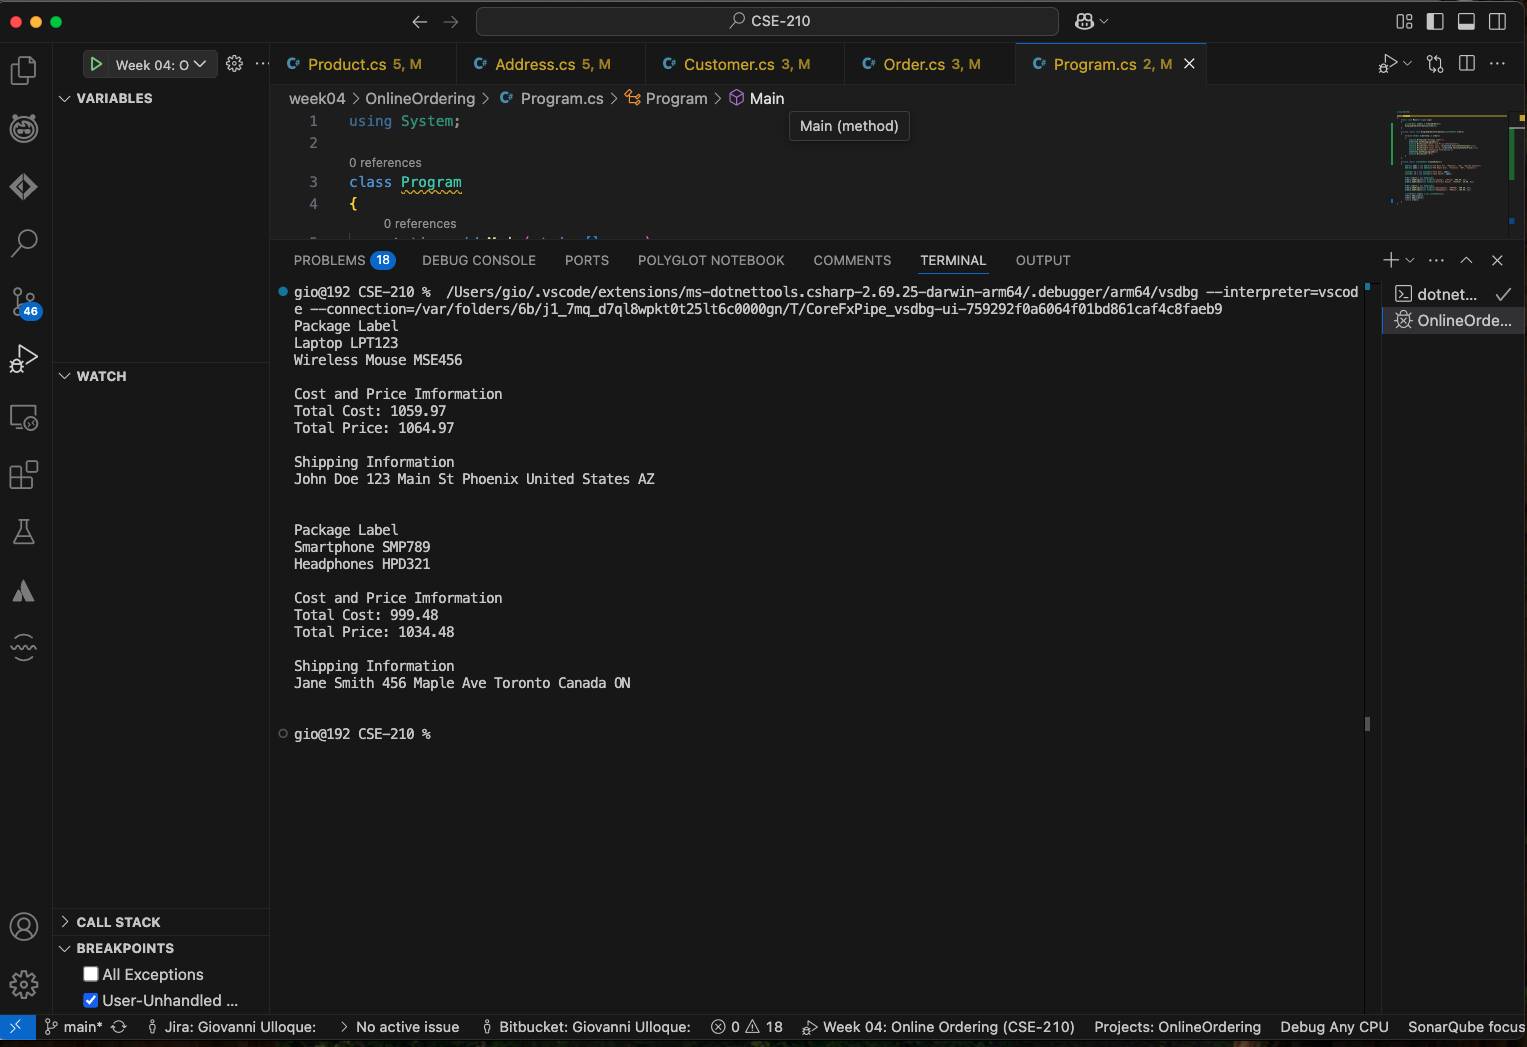 CSE-210
Week 04: O
Product.cs 5, M
Address.cs 5, M
Customer.cs 3, M
Order.cs 3, M
Program.cs 2, M
VARIABLES
week04 > OnlineOrdering > Program.cs > Program > Main
Main (method)
1 using System;
2
0 references
3 class Program
4 {
0 references
PROBLEMS 18 DEBUG CONSOLE PORTS POLYGLOT NOTEBOOK COMMENTS TERMINAL OUTPUT
gio@192 CSE-210 % /Users/gio/.vscode/extensions/ms-dotnettools.csharp-2.69.25-darwin-arm64/.debugger/arm64/vsdbg --interpreter=vscod
e --connection=/var/folders/6b/j1_7mq_d7ql8wpkt0t25lt6c0000gn/T/CoreFxPipe_vsdbg-ui-759292f0a6064f01bd861caf4c8faeb9
Package Label
Laptop LPT123
Wireless Mouse MSE456
Cost and Price Imformation
Total Cost: 1059.97
Total Price: 1064.97
Shipping Information
John Doe 123 Main St Phoenix United States AZ
Package Label
Smartphone SMP789
Headphones HPD321
Cost and Price Imformation
Total Cost: 999.48
Total Price: 1034.48
Shipping Information
Jane Smith 456 Maple Ave Toronto Canada ON
gio@192 CSE-210 %
dotnet...
OnlineOrde...
46
WATCH
CALL STACK
BREAKPOINTS
All Exceptions
User-Unhandled ...
main* Jira: Giovanni Ulloque: No active issue Bitbucket: Giovanni Ulloque: 0 18 Week 04: Online Ordering (CSE-210) Projects: OnlineOrdering Debug Any CPU SonarQube focus